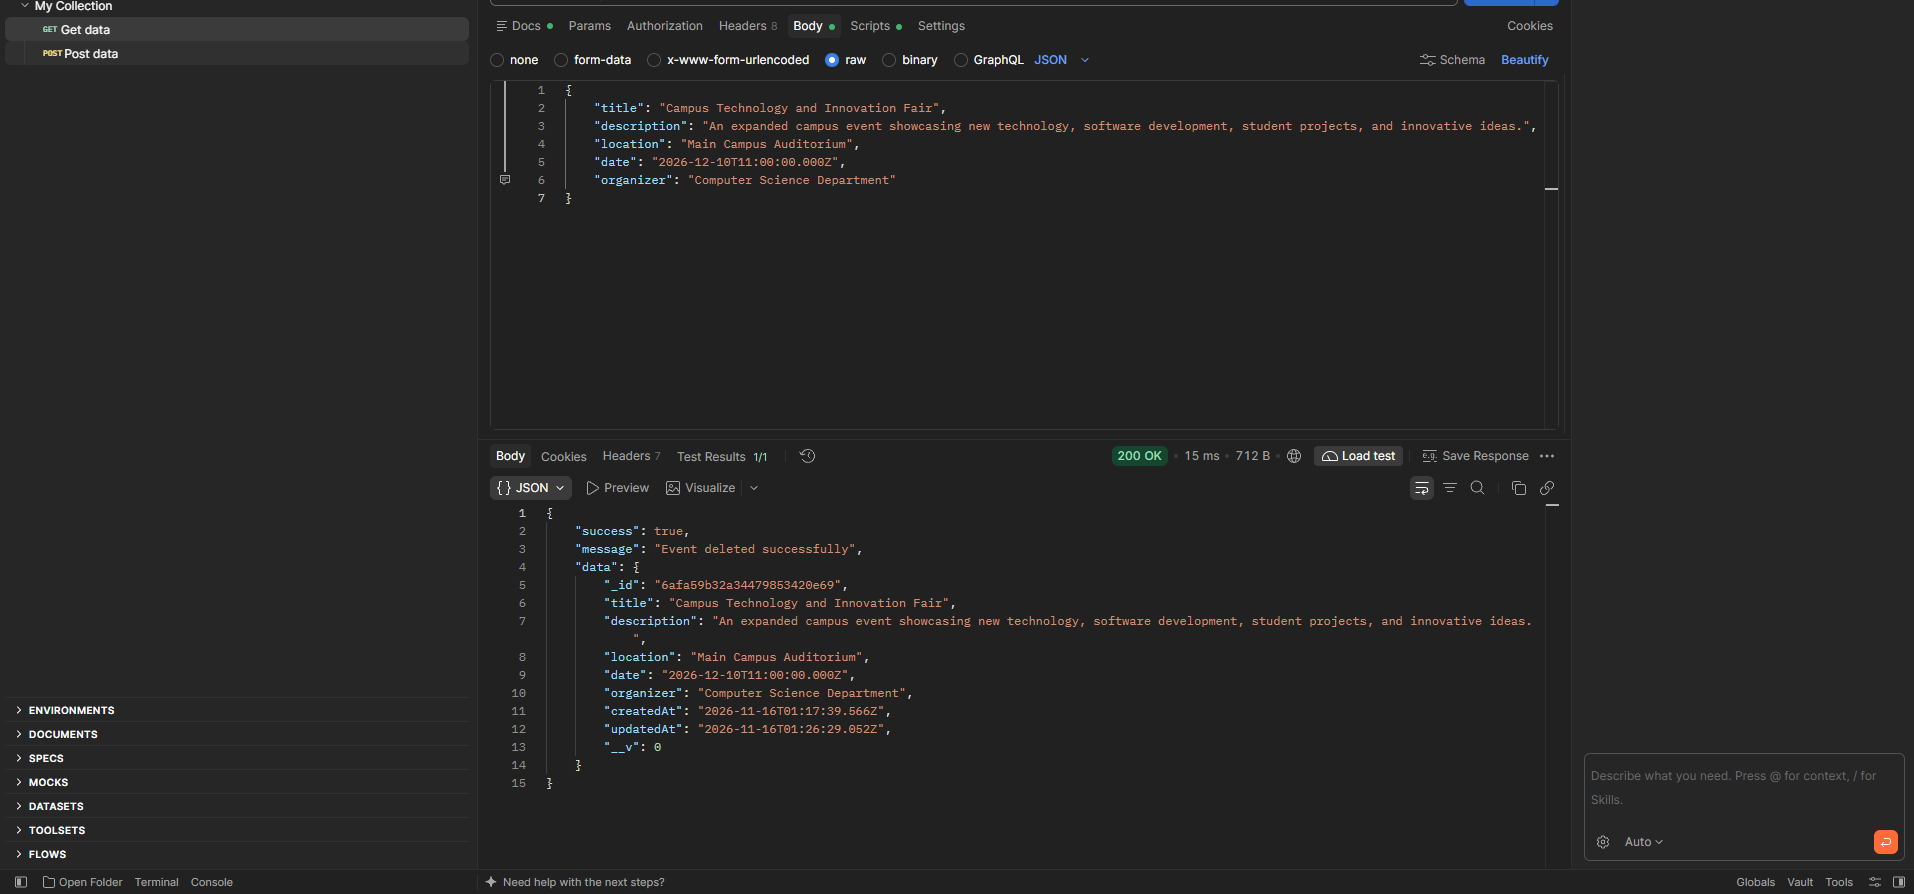 My Collection
GET Get data
POST Post data
ENVIRONMENTS
DOCUMENTS
SPECS
MOCKS
DATASETS
TOOLSETS
FLOWS
Docs Params Authorization Headers 8 Body Scripts Settings Cookies
none form-data x-www-form-urlencoded raw binary GraphQL JSON Schema Beautify
1 {
2 "title": "Campus Technology and Innovation Fair",
3 "description": "An expanded campus event showcasing new technology, software development, student projects, and innovative ideas.",
4 "location": "Main Campus Auditorium",
5 "date": "2026-12-10T11:00:00.000Z",
6 "organizer": "Computer Science Department"
7 }
Body Cookies Headers 7 Test Results 1/1 200 OK • 15 ms • 712 B • Load test e.g. Save Response
{} JSON Preview Visualize
1 {
2 "success": true,
3 "message": "Event deleted successfully",
4 "data": {
5 "_id": "6afa59b32a34479853420e69",
6 "title": "Campus Technology and Innovation Fair",
7 "description": "An expanded campus event showcasing new technology, software development, student projects, and innovative ideas.
",
8 "location": "Main Campus Auditorium",
9 "date": "2026-12-10T11:00:00.000Z",
10 "organizer": "Computer Science Department",
11 "createdAt": "2026-11-16T01:17:39.566Z",
12 "updatedAt": "2026-11-16T01:26:29.052Z",
13 "__v": 0
14 }
15 }
Describe what you need. Press @ for context, / for
Skills.
Auto
Open Folder Terminal Console Need help with the next steps? Globals Vault Tools